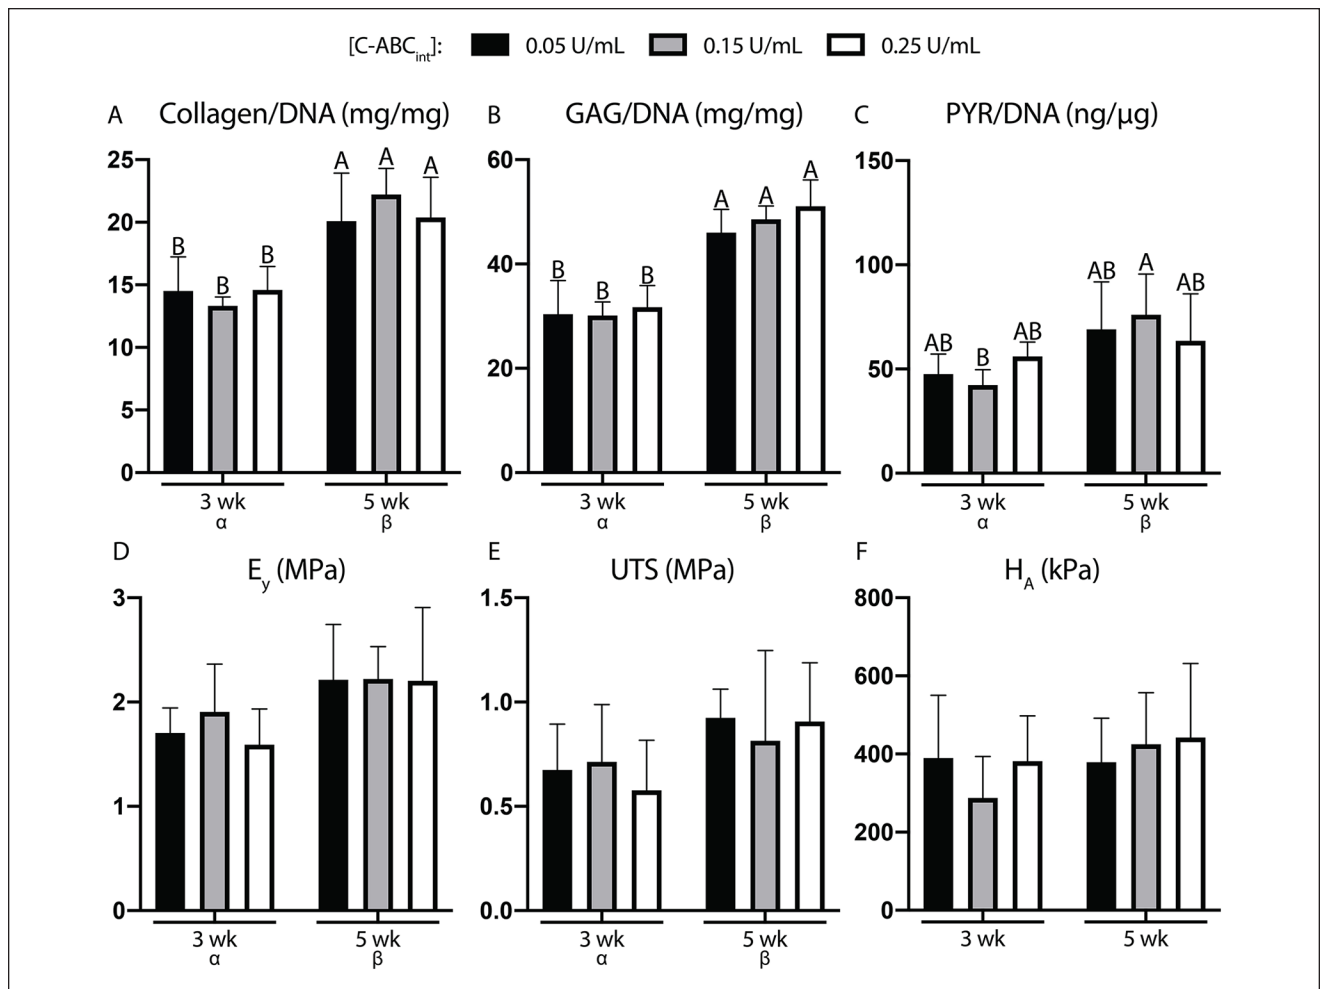 [C-ABCint]: 0.05 U/mL 0.15 U/mL 0.25 U/mL
A Collagen/DNA (mg/mg)
25
20
15
10
5
0
B B B A A A
3 wk 5 wk
α β
B GAG/DNA (mg/mg)
60
40
20
0
B B B A A A
3 wk 5 wk
α β
C PYR/DNA (ng/μg)
150
100
50
0
AB B AB AB A AB
3 wk 5 wk
α β
D Ey (MPa)
3
2
1
0
3 wk 5 wk
α β
E UTS (MPa)
1.5
1.0
0.5
0.0
3 wk 5 wk
α β
F HA (kPa)
800
600
400
200
0
3 wk 5 wk